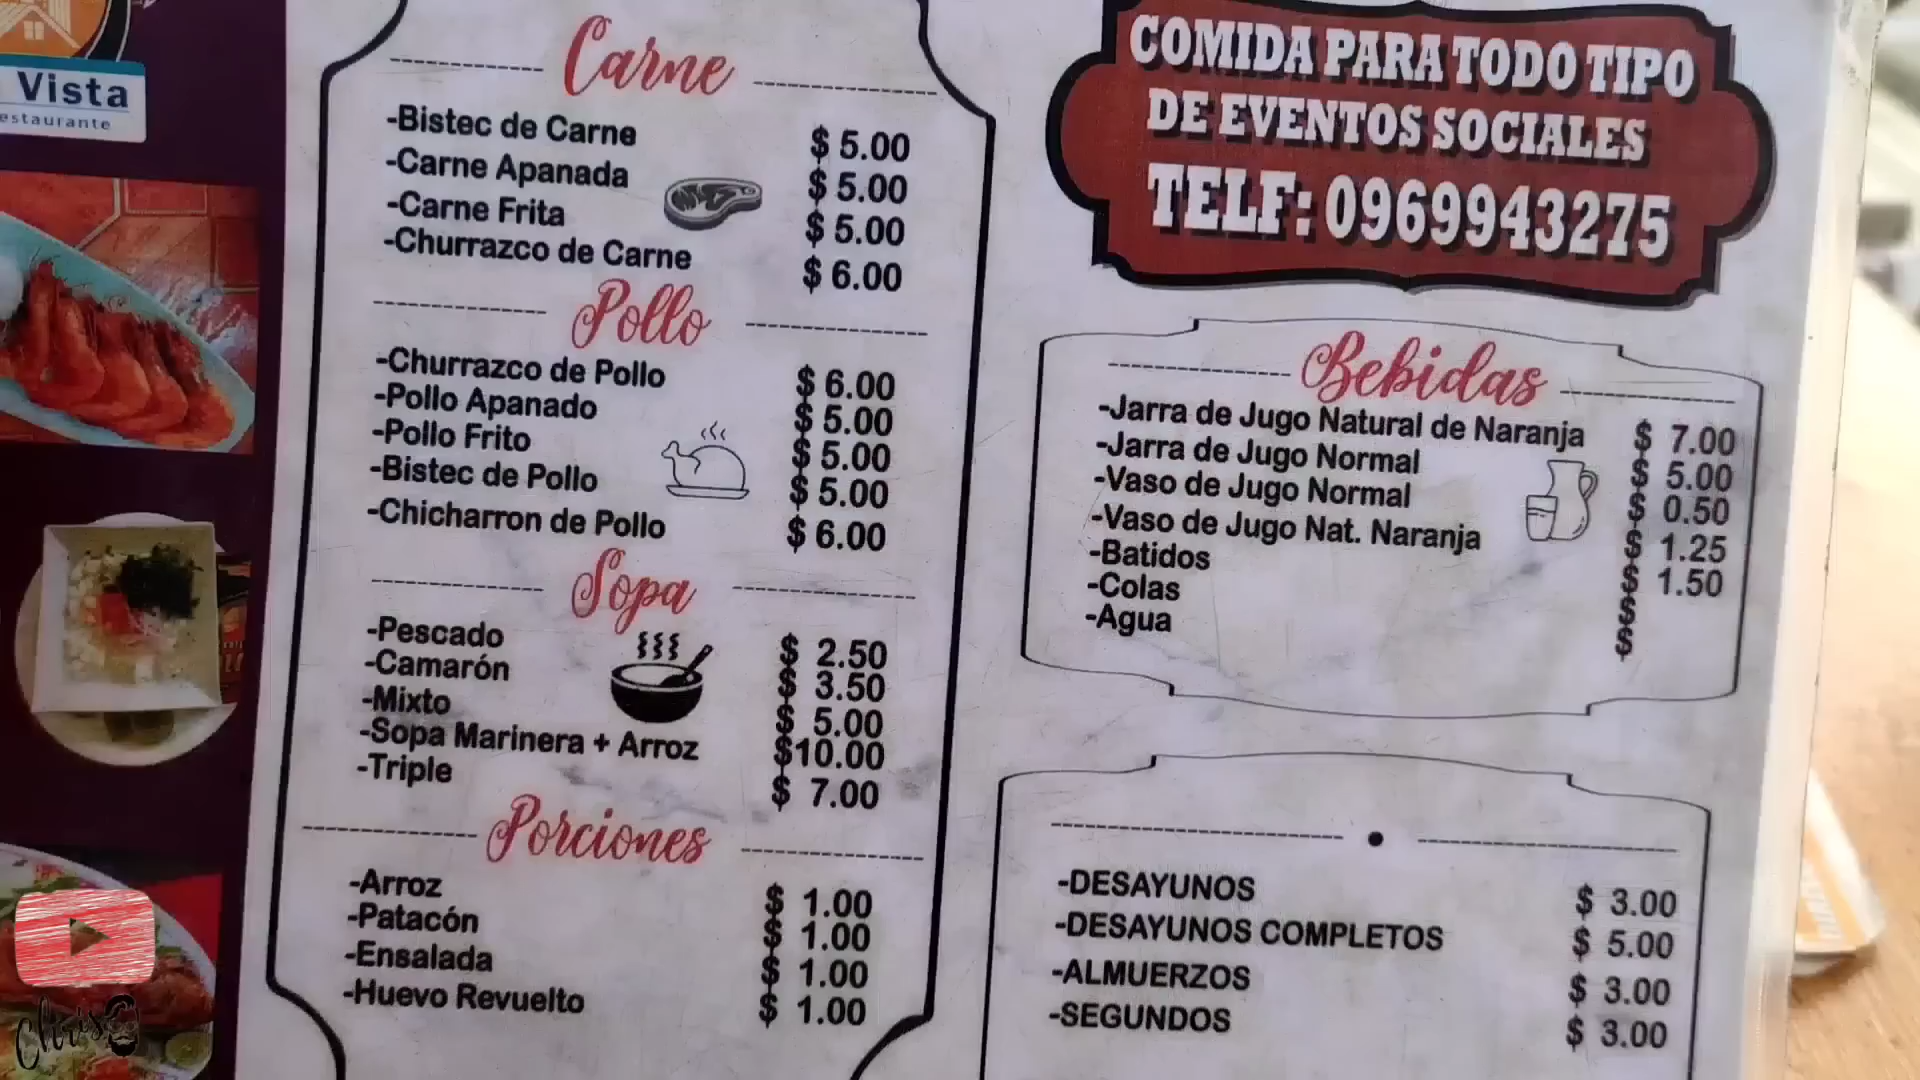 Vista
estaurante
Carne
-Bistec de Carne $ 5.00
-Carne Apanada $ 5.00
-Carne Frita $ 5.00
-Churrazco de Carne $ 6.00
Pollo
-Churrazco de Pollo $ 6.00
-Pollo Apanado $ 5.00
-Pollo Frito $ 5.00
-Bistec de Pollo $ 5.00
-Chicharron de Pollo $ 6.00
Sopa
-Pescado $ 2.50
-Camarón $ 3.50
-Mixto $ 5.00
-Sopa Marinera + Arroz $10.00
-Triple $ 7.00
Porciones
-Arroz $ 1.00
-Patacón $ 1.00
-Ensalada $ 1.00
-Huevo Revuelto $ 1.00
COMIDA PARA TODO TIPO
DE EVENTOS SOCIALES
TELF: 0969943275
Bebidas
-Jarra de Jugo Natural de Naranja $ 7.00
-Jarra de Jugo Normal $ 5.00
-Vaso de Jugo Normal $ 0.50
-Vaso de Jugo Nat. Naranja $ 1.25
-Batidos $ 1.50
-Colas $
-Agua $
-DESAYUNOS $ 3.00
-DESAYUNOS COMPLETOS $ 5.00
-ALMUERZOS $ 3.00
-SEGUNDOS $ 3.00
Chris